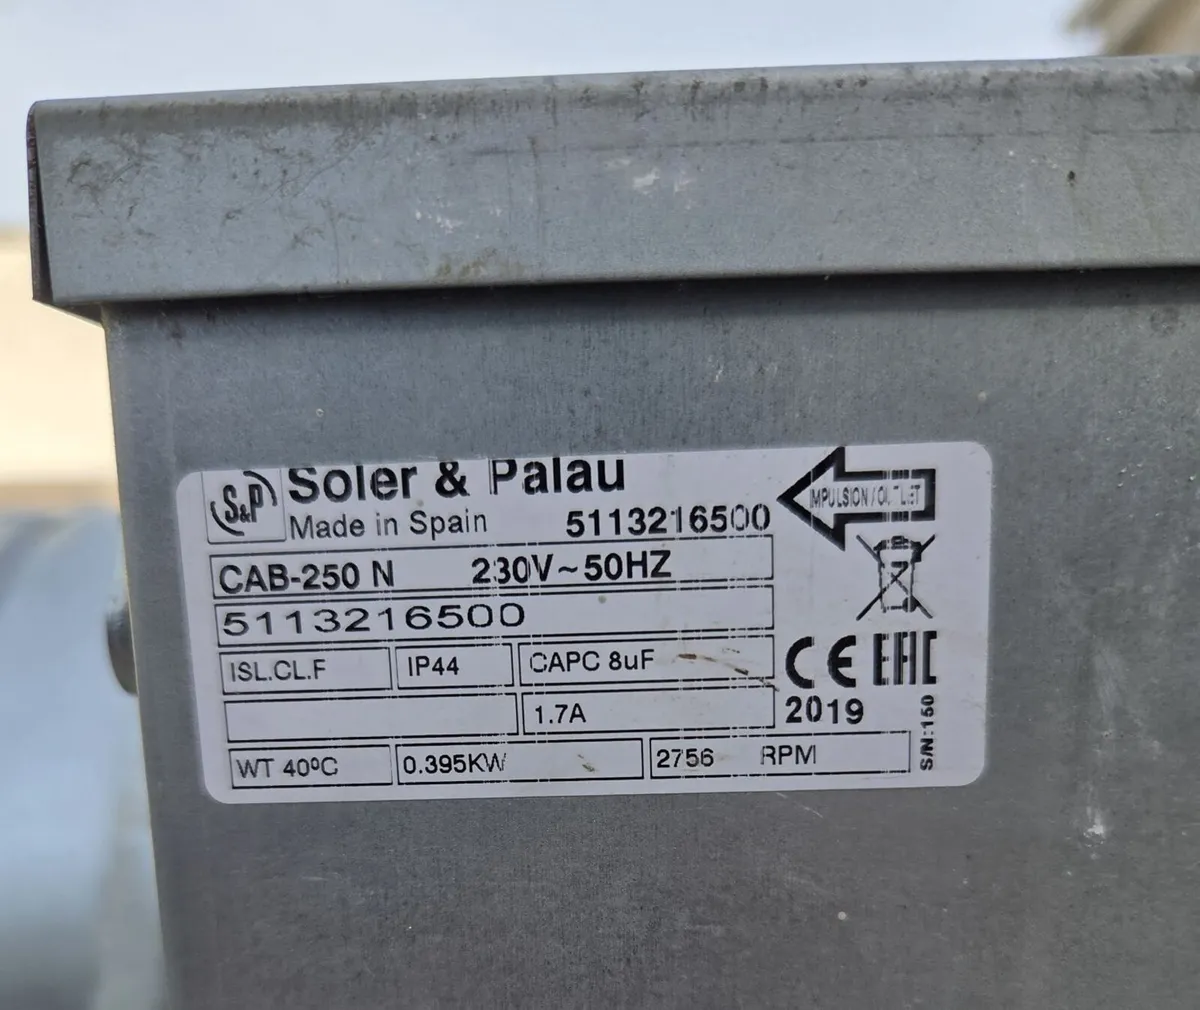 S&P
Soler & Palau
Made in Spain 5113216500
IMPULSION/OUTLET
CAB-250 N 230V~50HZ
5113216500
ISL.CL.F IP44 CAPC 8uF
CE EAC
1.7A
2019
WT 40ºC 0.395KW 2756 RPM
S/N:150